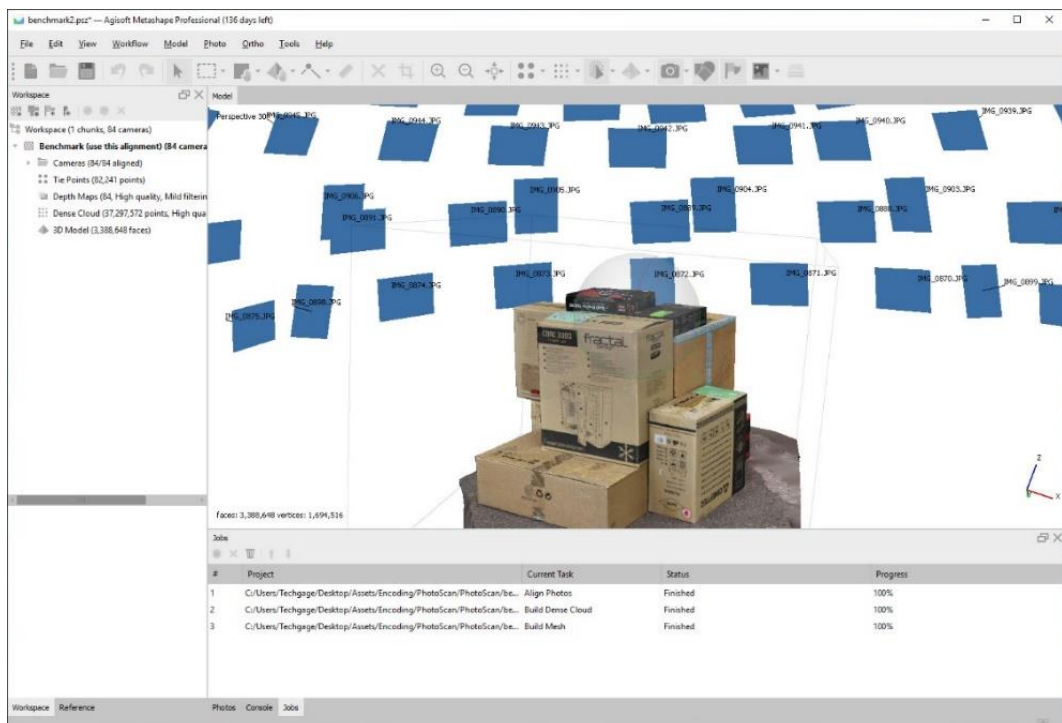 benchmark2.psz* — Agisoft Metashape Professional (136 days left)
File Edit View Workflow Model Photo Ortho Tools Help
Workspace
Model
Workspace (1 chunks, 84 cameras)
Benchmark (use this alignment) (84 camera
Cameras (84/84 aligned)
Tie Points (82,241 points)
Depth Maps (84, High quality, Mild filterin
Dense Cloud (37,297,572 points, High qua
3D Model (3,388,648 faces)
Perspective 30°
IMG_0945.JPG
IMG_0944.JPG
IMG_0943.JPG
IMG_0942.JPG
IMG_0941.JPG
IMG_0940.JPG
IMG_0939.JPG
IMG_0906.JPG
IMG_0905.JPG
IMG_0904.JPG
IMG_0903.JPG
IMG_0891.JPG
IMG_0890.JPG
IMG_0889.JPG
IMG_0888.JPG
IMG_0875.JPG
IMG_0898.JPG
IMG_0874.JPG
IMG_0873.JPG
IMG_0872.JPG
IMG_0871.JPG
IMG_0870.JPG
IMG_0899.JPG
CORE 3300
fractal
Z
X
faces: 3,388,648 vertices: 1,694,516
Jobs
# Project Current Task Status Progress
1 C:/Users/Techgage/Desktop/Assets/Encoding/PhotoScan/PhotoScan/be... Align Photos Finished 100%
2 C:/Users/Techgage/Desktop/Assets/Encoding/PhotoScan/PhotoScan/be... Build Dense Cloud Finished 100%
3 C:/Users/Techgage/Desktop/Assets/Encoding/PhotoScan/PhotoScan/be... Build Mesh Finished 100%
Workspace Reference
Photos Console Jobs